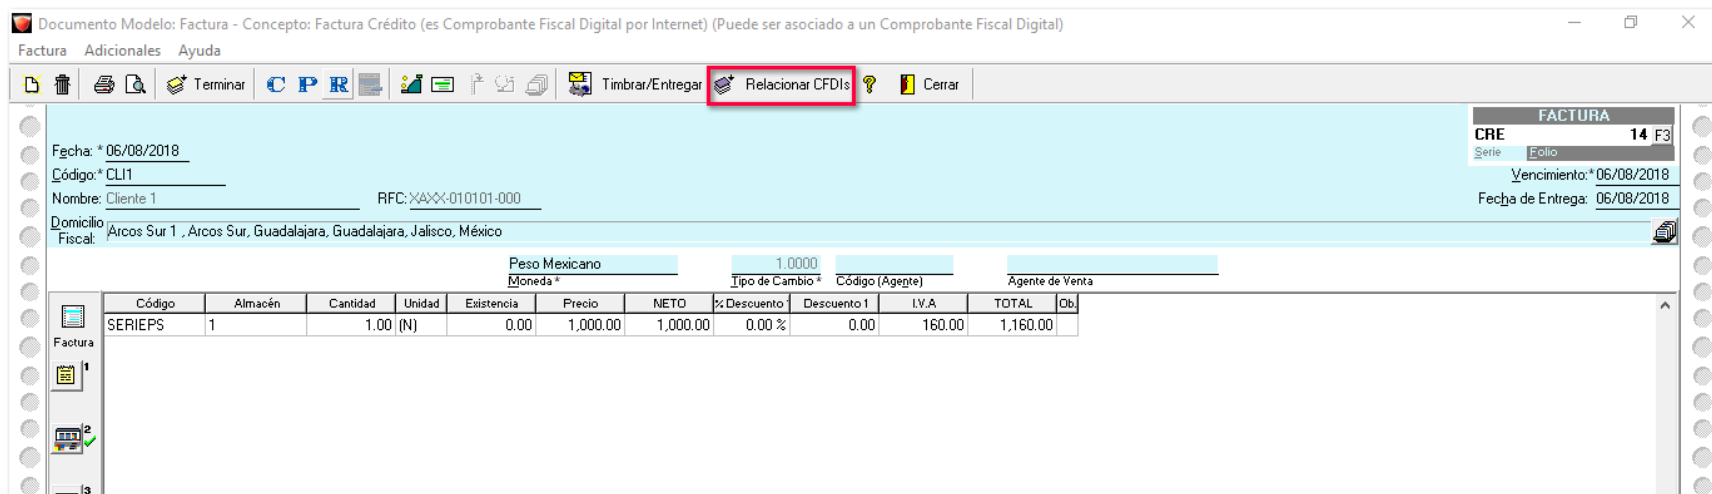 Documento Modelo: Factura - Concepto: Factura Crédito (es Comprobante Fiscal Digital por Internet) (Puede ser asociado a un Comprobante Fiscal Digital)
Factura Adicionales Ayuda
Terminar C P R Timbrar/Entregar Relacionar CFDIs ? Cerrar
FACTURA
CRE 14 F3
Serie Folio
Fecha: * 06/08/2018
Código:* CLI1 Vencimiento:* 06/08/2018
Nombre: Cliente 1 RFC: XAXX-010101-000 Fecha de Entrega: 06/08/2018
Domicilio Fiscal: Arcos Sur 1 , Arcos Sur, Guadalajara, Guadalajara, Jalisco, México
Peso Mexicano 1.0000
Moneda * Tipo de Cambio * Código (Agente) Agente de Venta
Código Almacén Cantidad Unidad Existencia Precio NETO % Descuento 1 Descuento 1 I.V.A TOTAL Ob.
SERIEPS 1 1.00 (N) 0.00 1,000.00 1,000.00 0.00 % 0.00 160.00 1,160.00
Factura
1
2
3